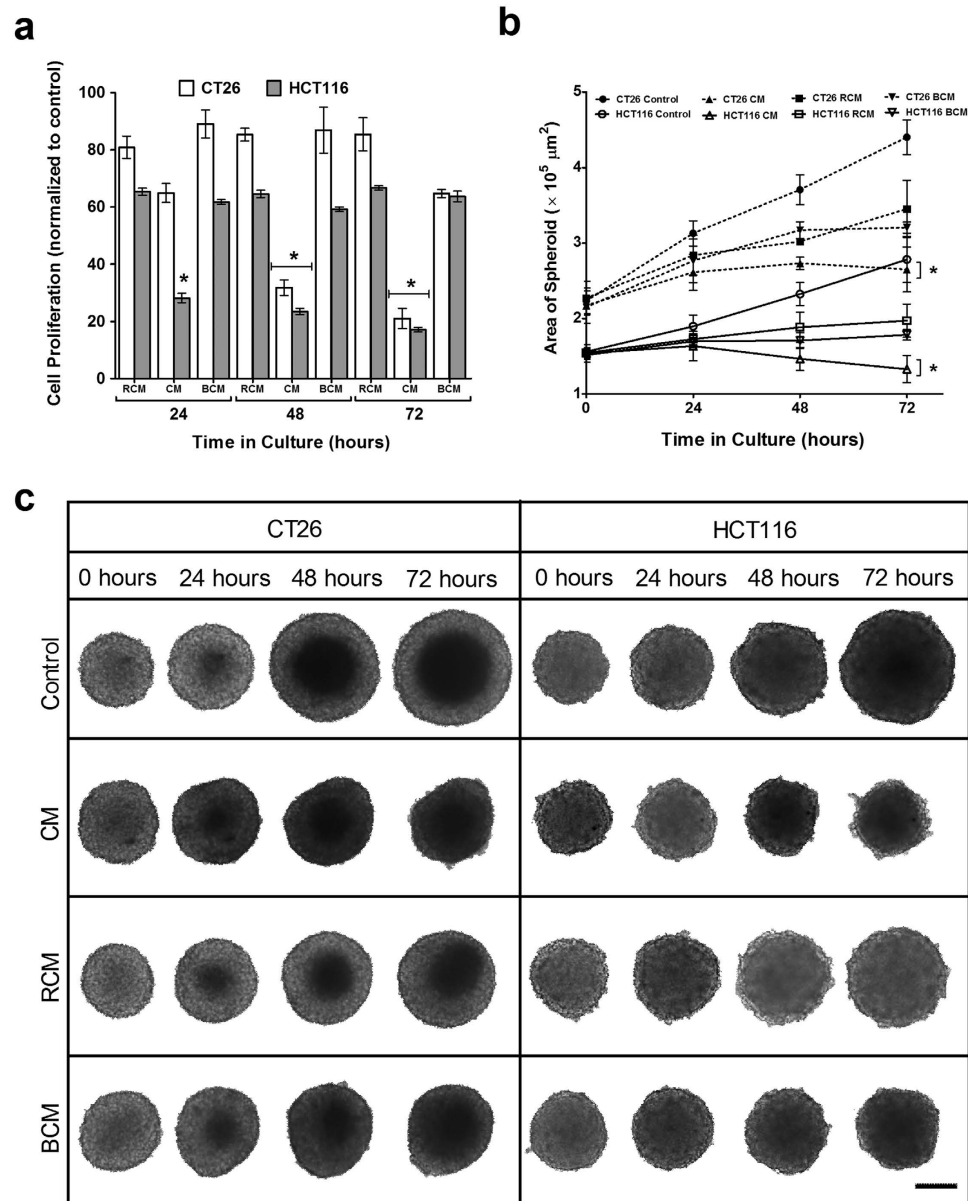 a
CT26 HCT116
Cell Proliferation (normalized to control)
100
80
60
40
20
0
* * *
RCM CM BCM RCM CM BCM RCM CM BCM
24 48 72
Time in Culture (hours)
b
CT26 Control CT26 CM CT26 RCM CT26 BCM
HCT116 Control HCT116 CM HCT116 RCM HCT116 BCM
Area of Spheroid (× 10⁵ μm²)
5
4
3
2
1
*
*
0 24 48 72
Time in Culture (hours)
c
CT26 HCT116
0 hours 24 hours 48 hours 72 hours 0 hours 24 hours 48 hours 72 hours
Control
CM
RCM
BCM